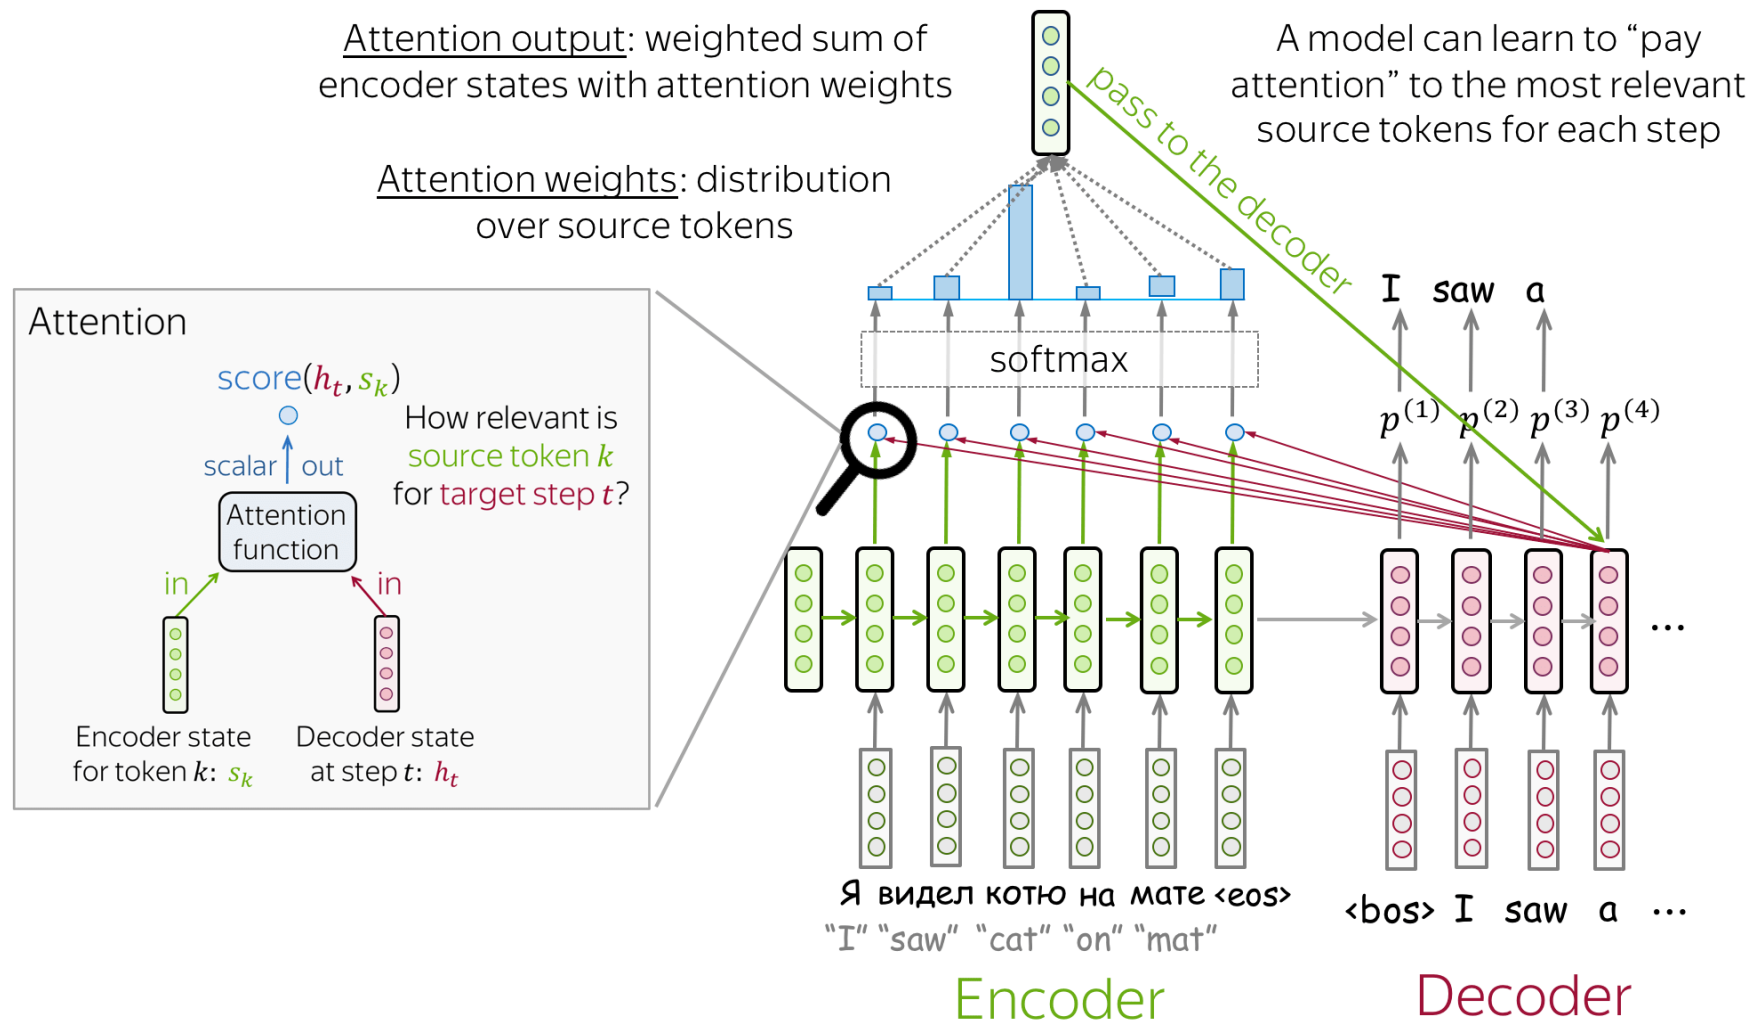 Attention output: weighted sum of
encoder states with attention weights
A model can learn to “pay
attention” to the most relevant
source tokens for each step
pass to the decoder
Attention weights: distribution
over source tokens
I saw a
softmax
p⁽¹⁾ p⁽²⁾ p⁽³⁾ p⁽⁴⁾
Attention
score(hₜ, sₖ)
How relevant is
source token k
for target step t?
scalar out
Attention
function
in in
Encoder state
for token k: sₖ
Decoder state
at step t: hₜ
...
Я видел котю на мате <eos>
“I” “saw” “cat” “on” “mat”
<bos> I saw a ...
Encoder
Decoder